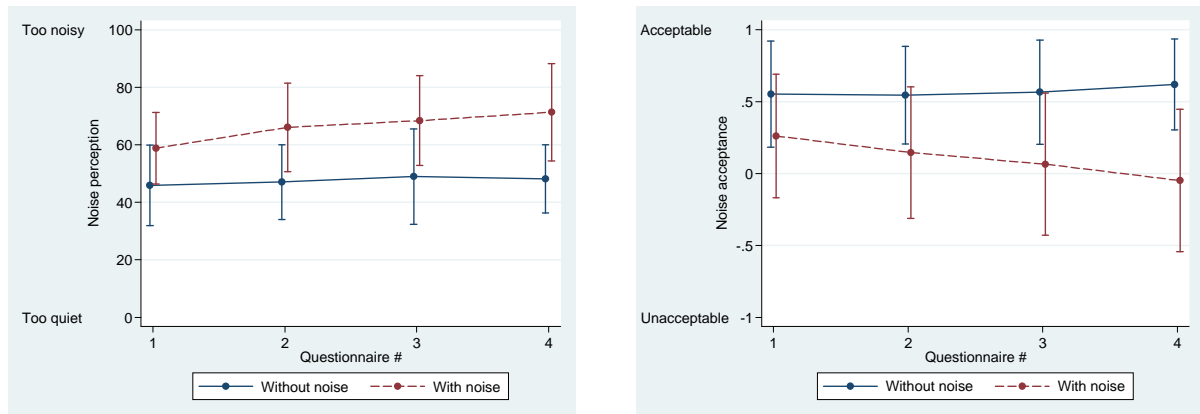 Too noisy
100
80
60
40
20
0
Too quiet
Noise perception
1 2 3 4
Questionnaire #
Without noise With noise
Acceptable
1
.5
0
-.5
-1
Unacceptable
Noise acceptance
1 2 3 4
Questionnaire #
Without noise With noise